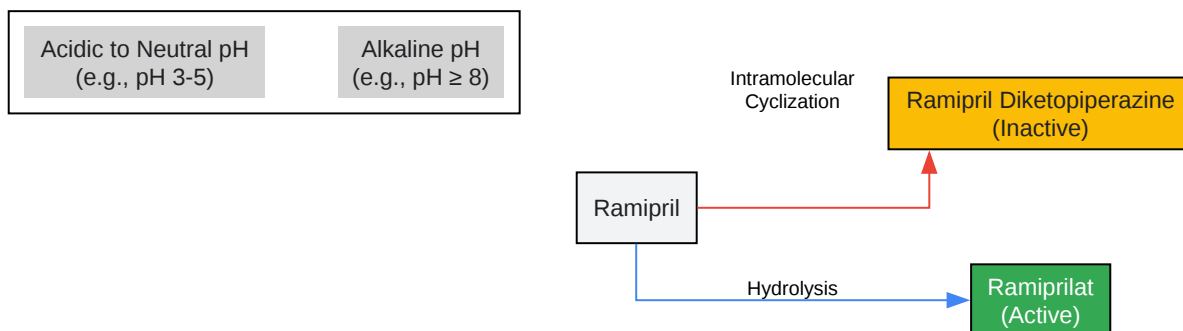 Acidic to Neutral pH
(e.g., pH 3-5)
Alkaline pH
(e.g., pH ≥ 8)
Intramolecular
Cyclization
Ramipril Diketopiperazine
(Inactive)
Ramipril
Hydrolysis
Ramiprilat
(Active)